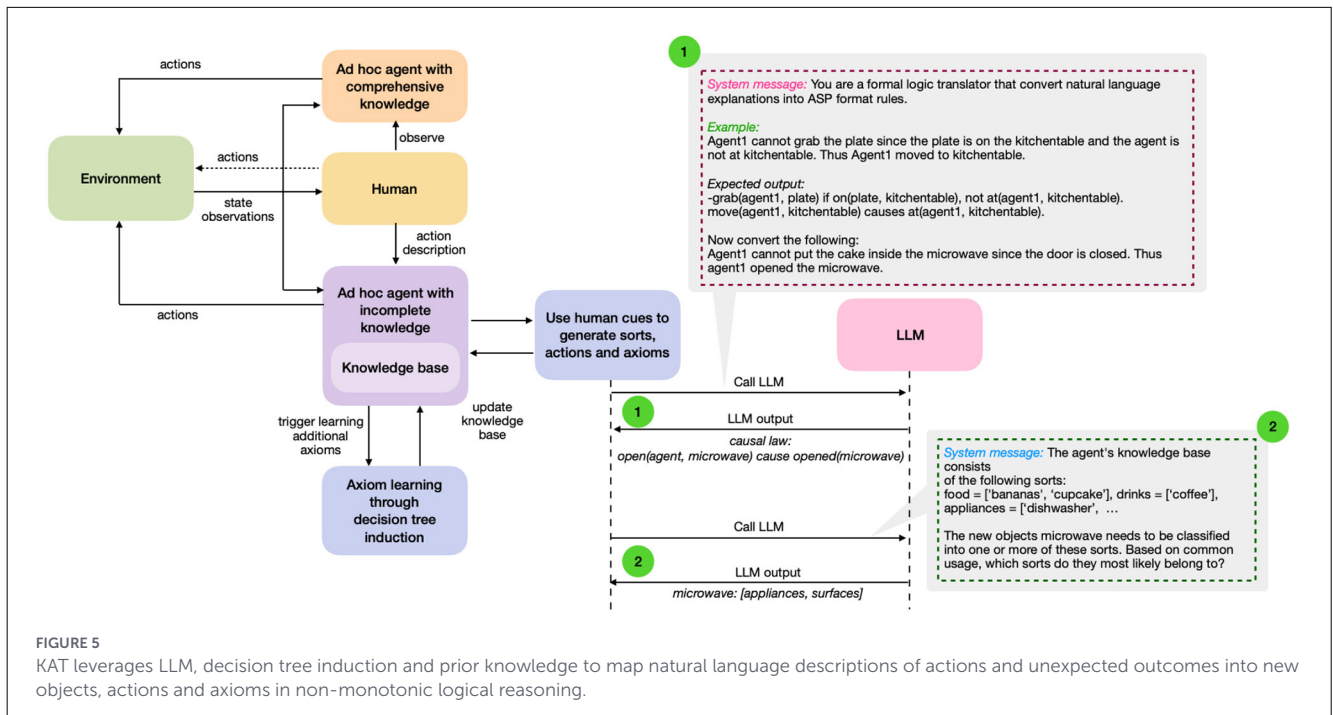 actions
Ad hoc agent with
comprehensive
knowledge
observe
actions
Environment
Human
state
observations
action
description
Ad hoc agent with
incomplete
knowledge
Knowledge base
actions
Use human cues to
generate sorts,
actions and axioms
trigger learning
additional
axioms
update
knowledge
base
Axiom learning
through
decision tree
induction
1
System message: You are a formal logic translator that convert natural language
explanations into ASP format rules.
Example:
Agent1 cannot grab the plate since the plate is on the kitchentable and the agent is
not at kitchentable. Thus Agent1 moved to kitchentable.
Expected output:
-grab(agent1, plate) if on(plate, kitchentable), not at(agent1, kitchentable).
move(agent1, kitchentable) causes at(agent1, kitchentable).
Now convert the following:
Agent1 cannot put the cake inside the microwave since the door is closed. Thus
agent1 opened the microwave.
LLM
Call LLM
1
LLM output
causal law:
open(agent, microwave) cause opened(microwave)
Call LLM
2
LLM output
microwave: [appliances, surfaces]
2
System message: The agent's knowledge base
consists
of the following sorts:
food = ['bananas', 'cupcake'], drinks = ['coffee'],
appliances = ['dishwasher', …
The new objects microwave needs to be classified
into one or more of these sorts. Based on common
usage, which sorts do they most likely belong to?
FIGURE 5
KAT leverages LLM, decision tree induction and prior knowledge to map natural language descriptions of actions and unexpected outcomes into new
objects, actions and axioms in non-monotonic logical reasoning.